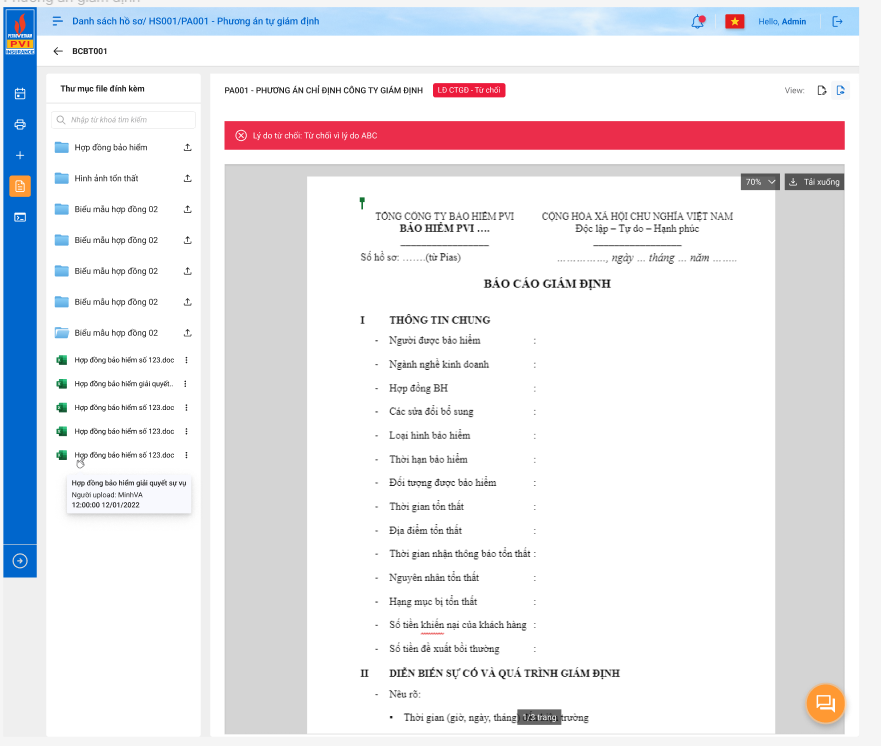 Phương án giám định
PETROVIETNAM
PVI
INSURANCE
Danh sách hồ sơ/ HS001/PA001 - Phương án tự giám định
Hello, Admin
BCBT001
Thư mục file đính kèm
Nhập từ khoá tìm kiếm
Hợp đồng bảo hiểm
Hình ảnh tổn thất
Biểu mẫu hợp đồng 02
Biểu mẫu hợp đồng 02
Biểu mẫu hợp đồng 02
Biểu mẫu hợp đồng 02
Biểu mẫu hợp đồng 02
Hợp đồng bảo hiểm số 123.doc
Hợp đồng bảo hiểm giải quyết..
Hợp đồng bảo hiểm số 123.doc
Hợp đồng bảo hiểm số 123.doc
Hợp đồng bảo hiểm số 123.doc
Hợp đồng bảo hiểm giải quyết sự vụ
Người upload: MinhVA
12:00:00 12/01/2022
PA001 - PHƯƠNG ÁN CHỈ ĐỊNH CÔNG TY GIÁM ĐỊNH
LĐ CTGĐ - Từ chối
View:
Lý do từ chối: Từ chối vì lý do ABC
70%
Tải xuống
TỔNG CÔNG TY BẢO HIỂM PVI
BẢO HIỂM PVI ….
CỘNG HOÀ XÃ HỘI CHỦ NGHĨA VIỆT NAM
Độc lập – Tự do – Hạnh phúc
Số hồ sơ: …….(từ Pias)
……………, ngày … tháng … năm ……..
BÁO CÁO GIÁM ĐỊNH
I THÔNG TIN CHUNG
- Người được bảo hiểm :
- Ngành nghề kinh doanh :
- Hợp đồng BH :
- Các sửa đổi bổ sung :
- Loại hình bảo hiểm :
- Thời hạn bảo hiểm :
- Đối tượng được bảo hiểm :
- Thời gian tổn thất :
- Địa điểm tổn thất :
- Thời gian nhận thông báo tổn thất :
- Nguyên nhân tổn thất :
- Hạng mục bị tổn thất :
- Số tiền khiến nại của khách hàng :
- Số tiền đề xuất bồi thường :
II DIỄN BIẾN SỰ CỐ VÀ QUÁ TRÌNH GIÁM ĐỊNH
- Nêu rõ:
• Thời gian (giờ, ngày, tháng) trường
1/3 trang